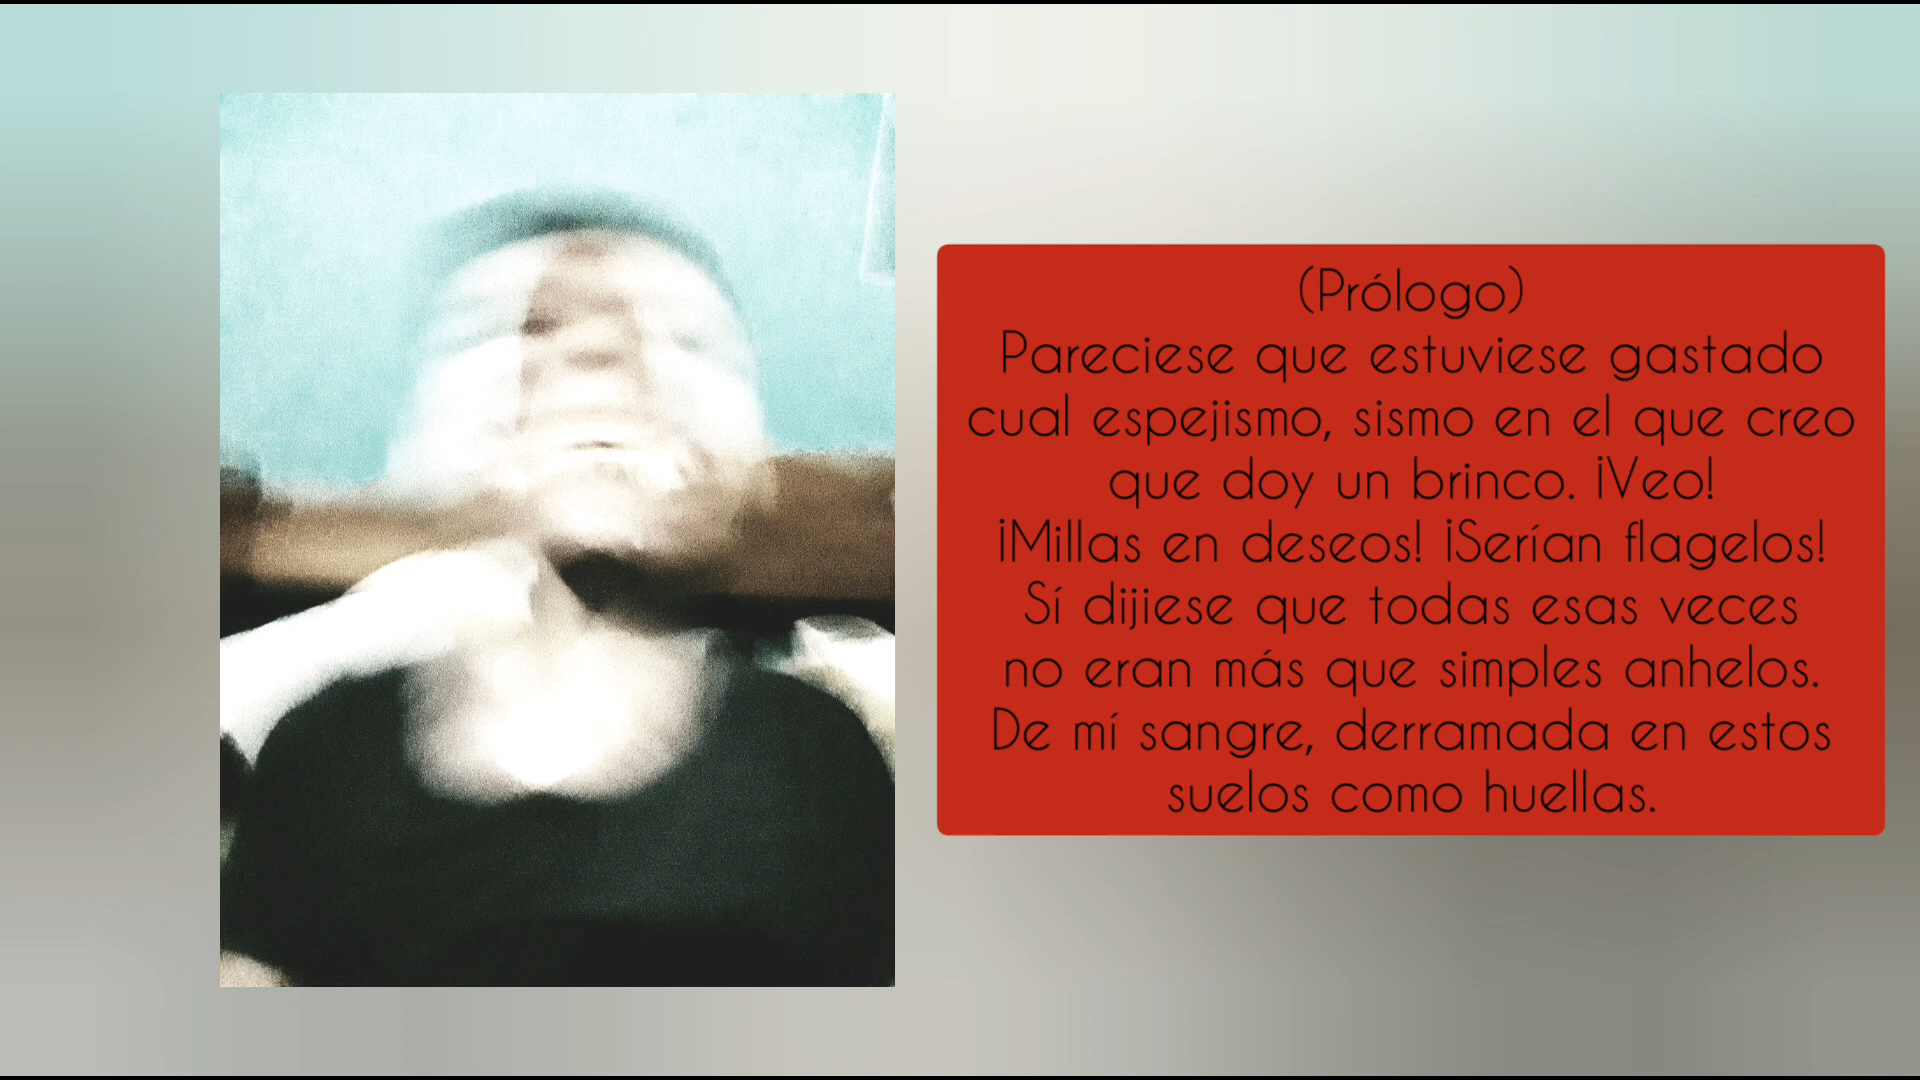 (Prólogo)
Pareciese que estuviese gastado
cual espejismo, sismo en el que creo
que doy un brinco. ¡Veo!
¡Millas en deseos! ¡Serían flagelos!
Sí dijiese que todas esas veces
no eran más que simples anhelos.
De mí sangre, derramada en estos
suelos como huellas.